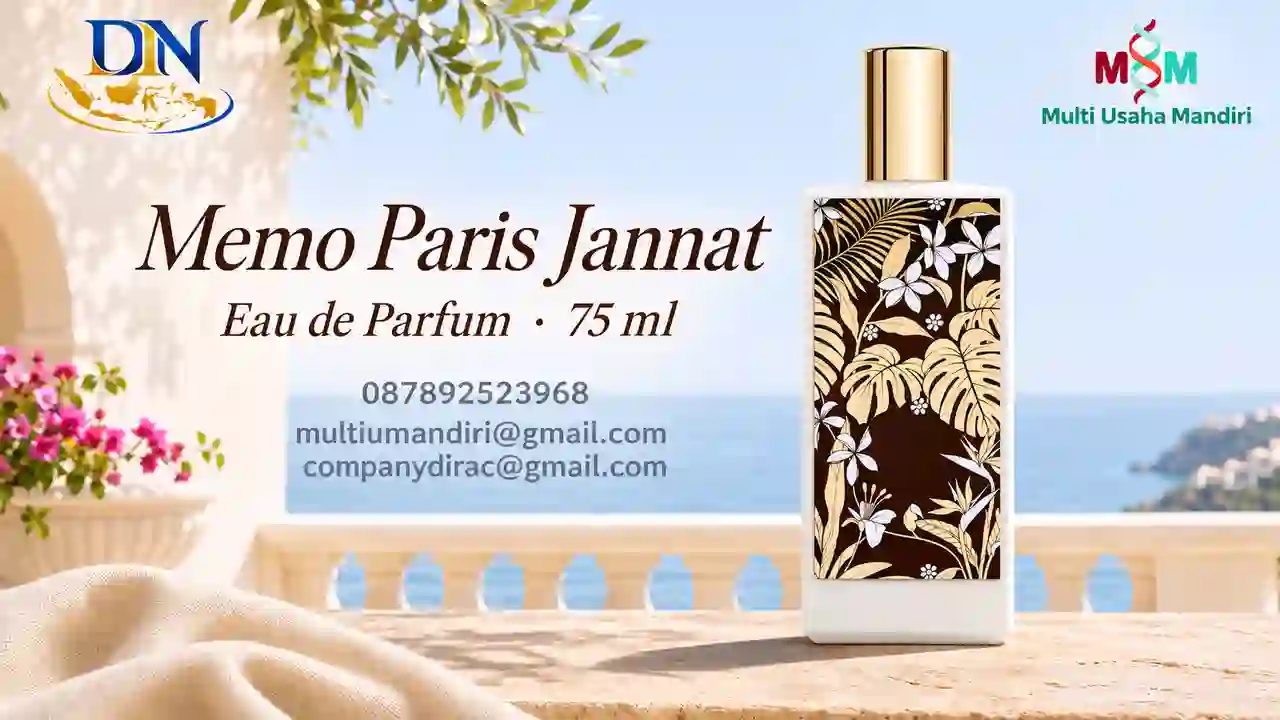 DN
MSM
Multi Usaha Mandiri
Memo Paris Jannat
Eau de Parfum · 75 ml
087892523968
multiumandiri@gmail.com
companydirac@gmail.com